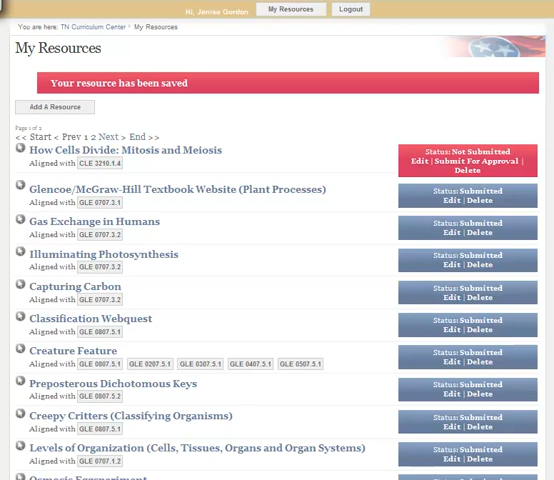 Hi, Jenise Gordon
My Resources
Logout
You are here: TN Curriculum Center › My Resources
My Resources
Your resource has been saved
Add A Resource
Page 1 of 2
<< Start < Prev 1 2 Next > End >>
How Cells Divide: Mitosis and Meiosis
Aligned with CLE 3210.1.4
Status: Not Submitted
Edit | Submit For Approval |
Delete
Glencoe/McGraw-Hill Textbook Website (Plant Processes)
Aligned with GLE 0707.3.1
Status: Submitted
Edit | Delete
Gas Exchange in Humans
Aligned with GLE 0707.3.2
Status: Submitted
Edit | Delete
Illuminating Photosynthesis
Aligned with GLE 0707.3.2
Status: Submitted
Edit | Delete
Capturing Carbon
Aligned with GLE 0707.3.2
Status: Submitted
Edit | Delete
Classification Webquest
Aligned with GLE 0807.5.1
Status: Submitted
Edit | Delete
Creature Feature
Aligned with GLE 0807.5.1 GLE 0207.5.1 GLE 0307.5.1 GLE 0407.5.1 GLE 0507.5.1
Status: Submitted
Edit | Delete
Preposterous Dichotomous Keys
Aligned with GLE 0807.5.2
Status: Submitted
Edit | Delete
Creepy Critters (Classifying Organisms)
Aligned with GLE 0807.5.1
Status: Submitted
Edit | Delete
Levels of Organization (Cells, Tissues, Organs and Organ Systems)
Aligned with GLE 0707.1.2
Status: Submitted
Edit | Delete
Osmosis Eggsperiment
Status: Submitted